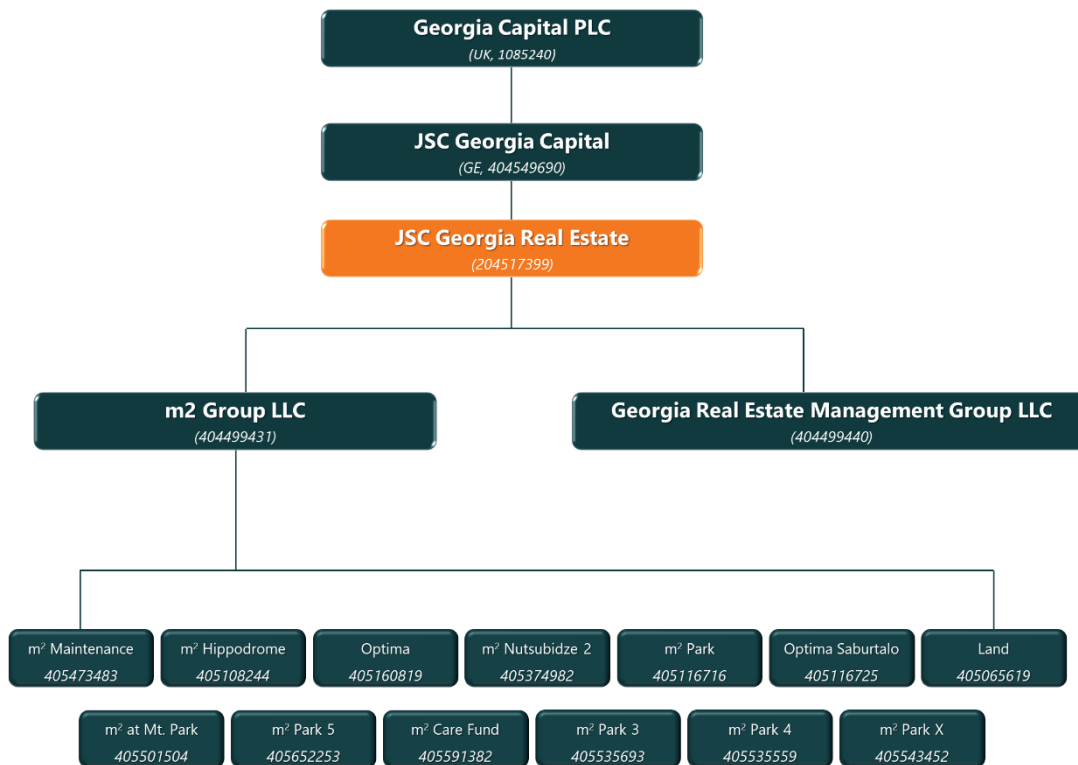 Georgia Capital PLC
(UK, 1085240)
JSC Georgia Capital
(GE, 404549690)
JSC Georgia Real Estate
(204517399)
m2 Group LLC
(404499431)
Georgia Real Estate Management Group LLC
(404499440)
m² Maintenance
405473483
m² Hippodrome
405108244
Optima
405160819
m² Nutsubidze 2
405374982
m² Park
405116716
Optima Saburtalo
405116725
Land
405065619
m² at Mt. Park
405501504
m² Park 5
405652253
m² Care Fund
405591382
m² Park 3
405535693
m² Park 4
405535559
m² Park X
405543452